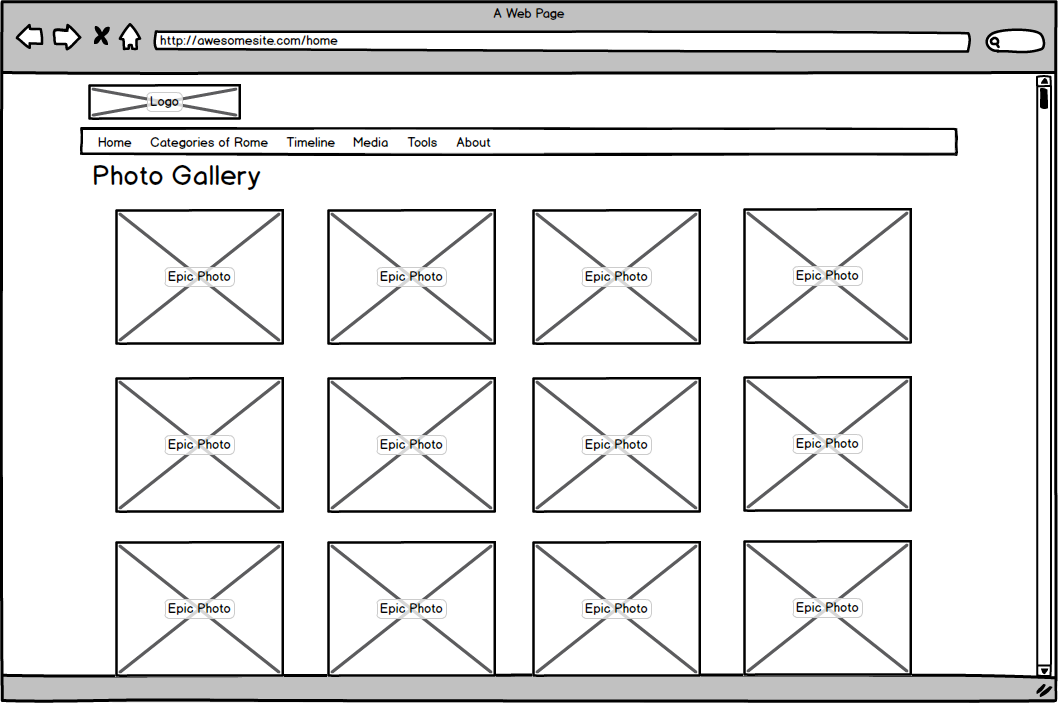 A Web Page
http://awesomesite.com/home
Logo
Home Categories of Rome Timeline Media Tools About
Photo Gallery
Epic Photo Epic Photo Epic Photo Epic Photo
Epic Photo Epic Photo Epic Photo Epic Photo
Epic Photo Epic Photo Epic Photo Epic Photo